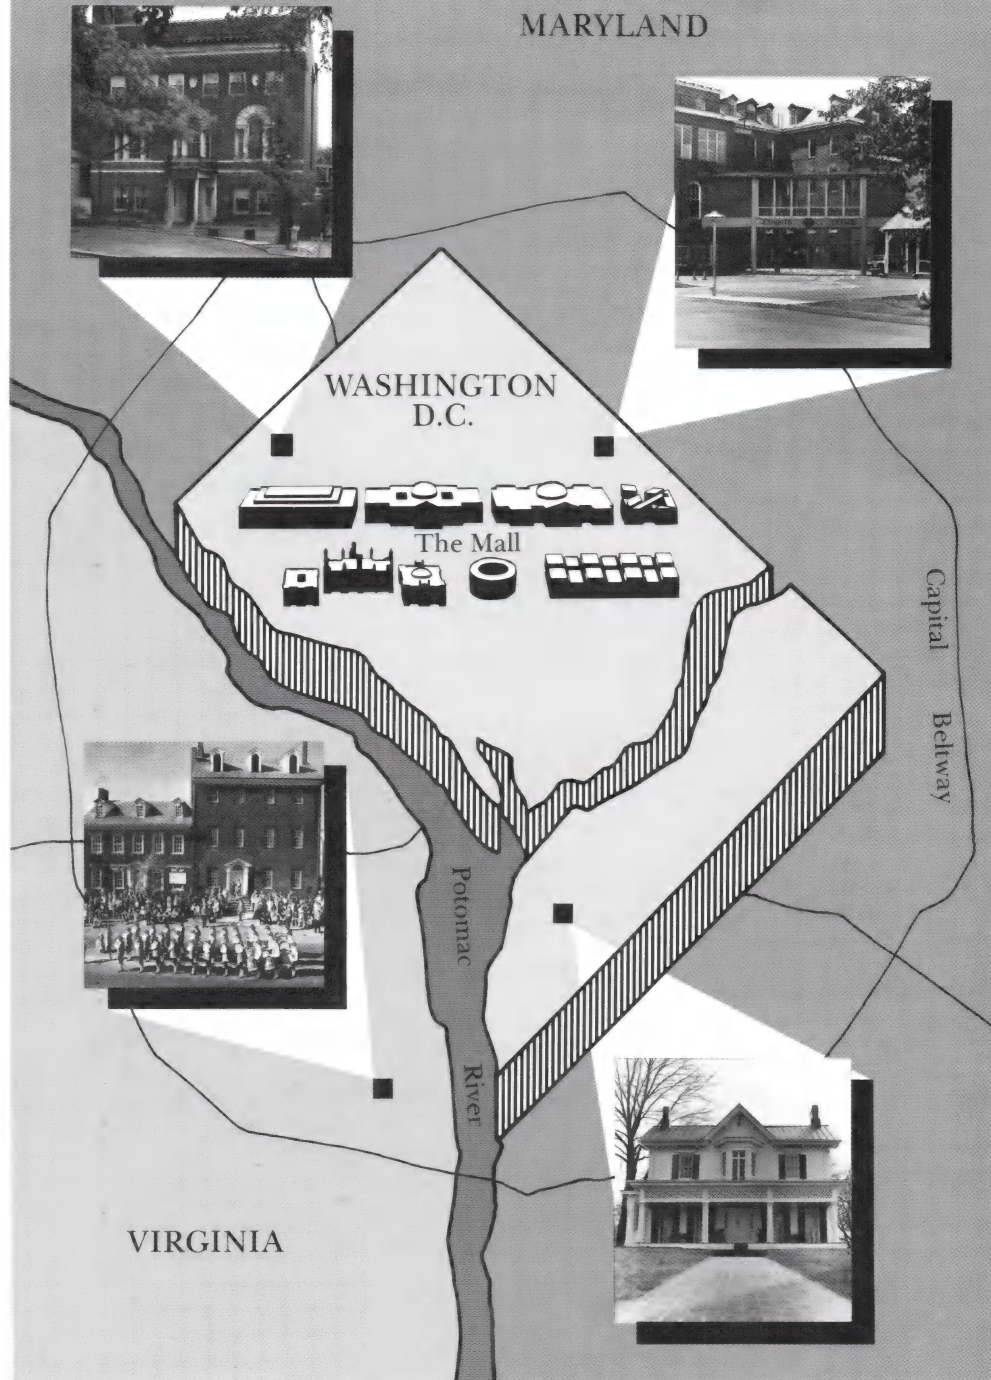 MARYLAND
WASHINGTON
D.C.
The Mall
Capital Beltway
Potomac River
VIRGINIA